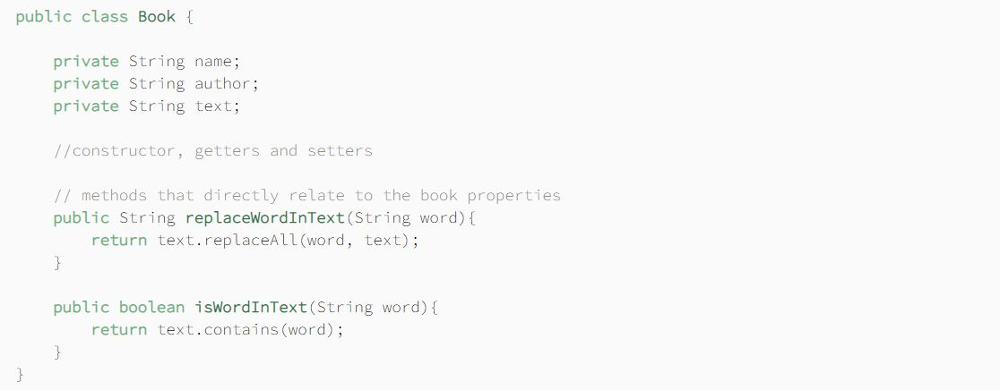 public class Book {
private String name;
private String author;
private String text;
//constructor, getters and setters
// methods that directly relate to the book properties
public String replaceWordInText(String word){
return text.replaceAll(word, text);
}
public boolean isWordInText(String word){
return text.contains(word);
}
}